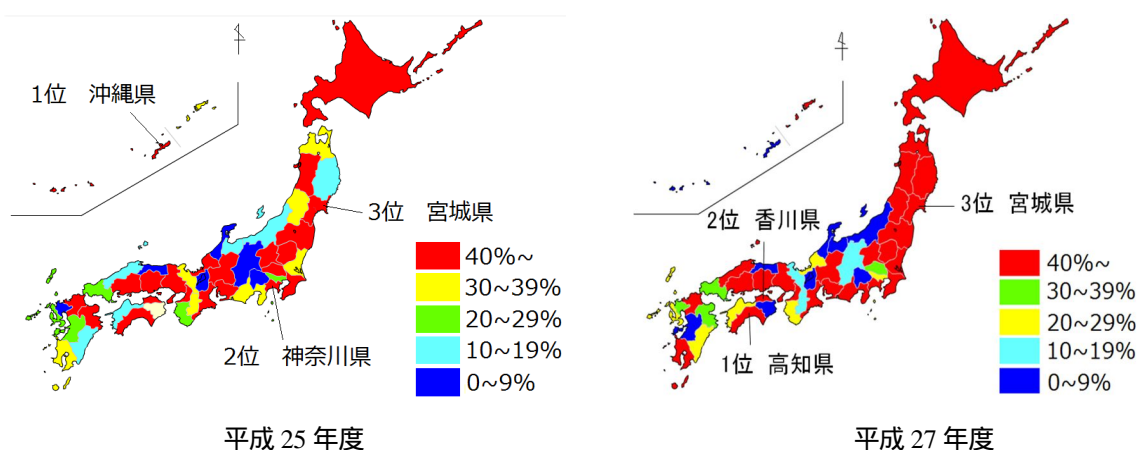 1位 沖縄県
3位 宮城県
2位 神奈川県
40%~
30~39%
20~29%
10~19%
0~9%
平成 25 年度
2位 香川県
3位 宮城県
1位 高知県
40%~
30~39%
20~29%
10~19%
0~9%
平成 27 年度